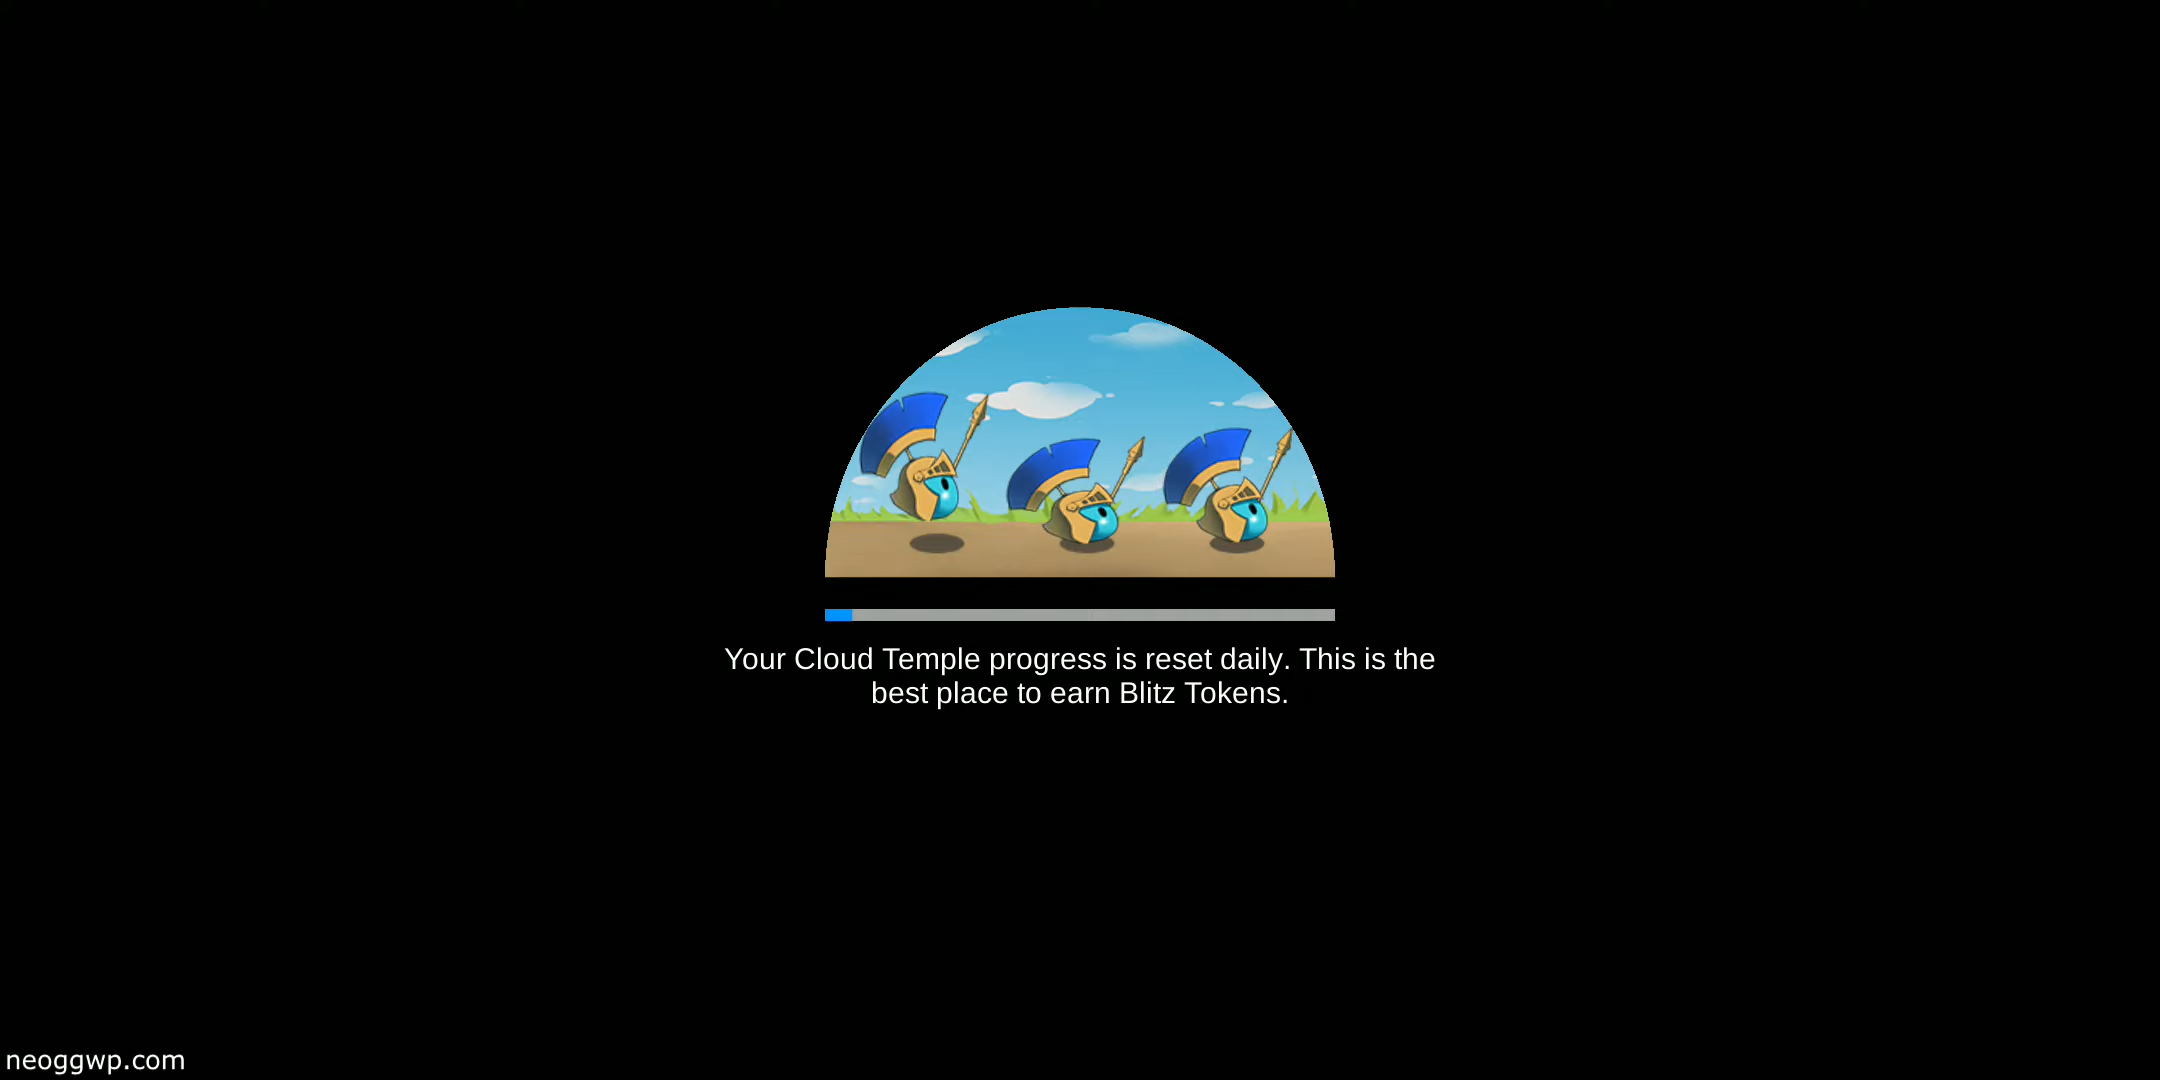 Your Cloud Temple progress is reset daily. This is the
best place to earn Blitz Tokens.
neoggwp.com